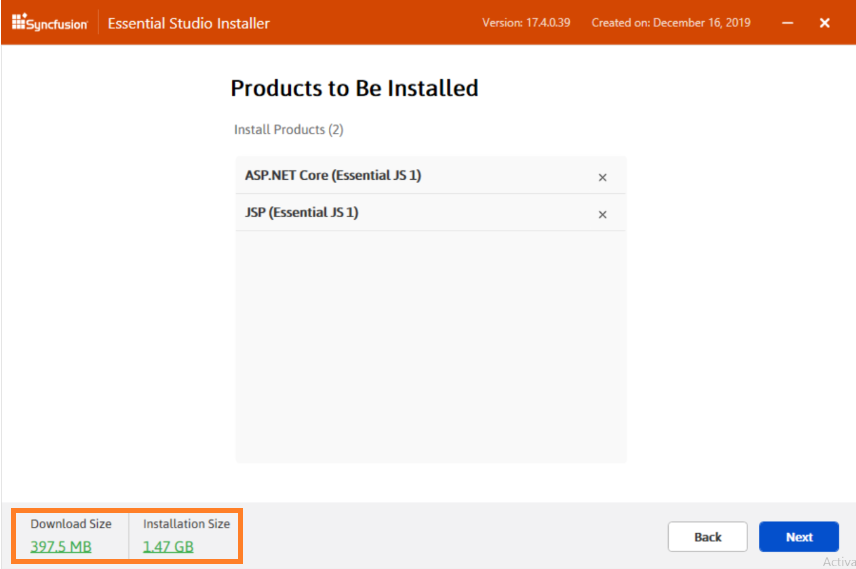 Syncfusion Essential Studio Installer Version: 17.4.0.39 Created on: December 16, 2019
Products to Be Installed
Install Products (2)
ASP.NET Core (Essential JS 1)
JSP (Essential JS 1)
Download Size Installation Size
397.5 MB 1.47 GB
Back Next
Activa